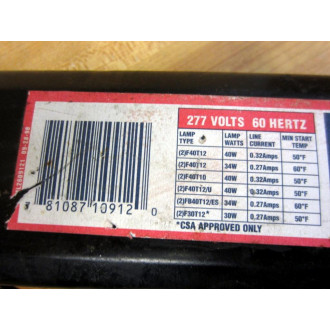 277 VOLTS 60 HERTZ
LAMP TYPE LAMP WATTS LINE CURRENT MIN START TEMP
(2)F40T12 40W 0.32Amps 50°F
(2)F40T12 34W 0.27Amps 60°F
(2)F40T10 40W 0.32Amps 50°F
(2)F40T12/U 40W 0.32Amps 50°F
(2)FB40T12/ES 34W 0.27Amps 60°F
(2)F30T12* 30W 0.27Amps 50°F
*CSA APPROVED ONLY
7 81087 10912 0